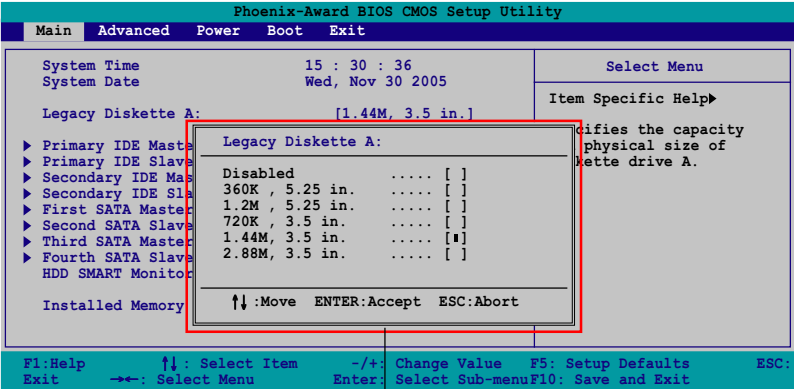 Phoenix-Award BIOS CMOS Setup Utility
Main Advanced Power Boot Exit
System Time 15 : 30 : 36
System Date Wed, Nov 30 2005
Legacy Diskette A: [1.44M, 3.5 in.]
Primary IDE Maste
Primary IDE Slave
Secondary IDE Mas
Secondary IDE Sla
First SATA Master
Second SATA Slave
Third SATA Master
Fourth SATA Slave
HDD SMART Monitor
Installed Memory
Legacy Diskette A:
Disabled ..... [ ]
360K , 5.25 in. ..... [ ]
1.2M , 5.25 in. ..... [ ]
720K , 3.5 in. ..... [ ]
1.44M, 3.5 in. ..... [▮]
2.88M, 3.5 in. ..... [ ]
↑↓ :Move ENTER:Accept ESC:Abort
Select Menu
Item Specific Help▶
cifies the capacity
physical size of
kette drive A.
F1:Help ↑↓ : Select Item -/+: Change Value F5: Setup Defaults ESC:
Exit →←: Select Menu Enter: Select Sub-menu F10: Save and Exit